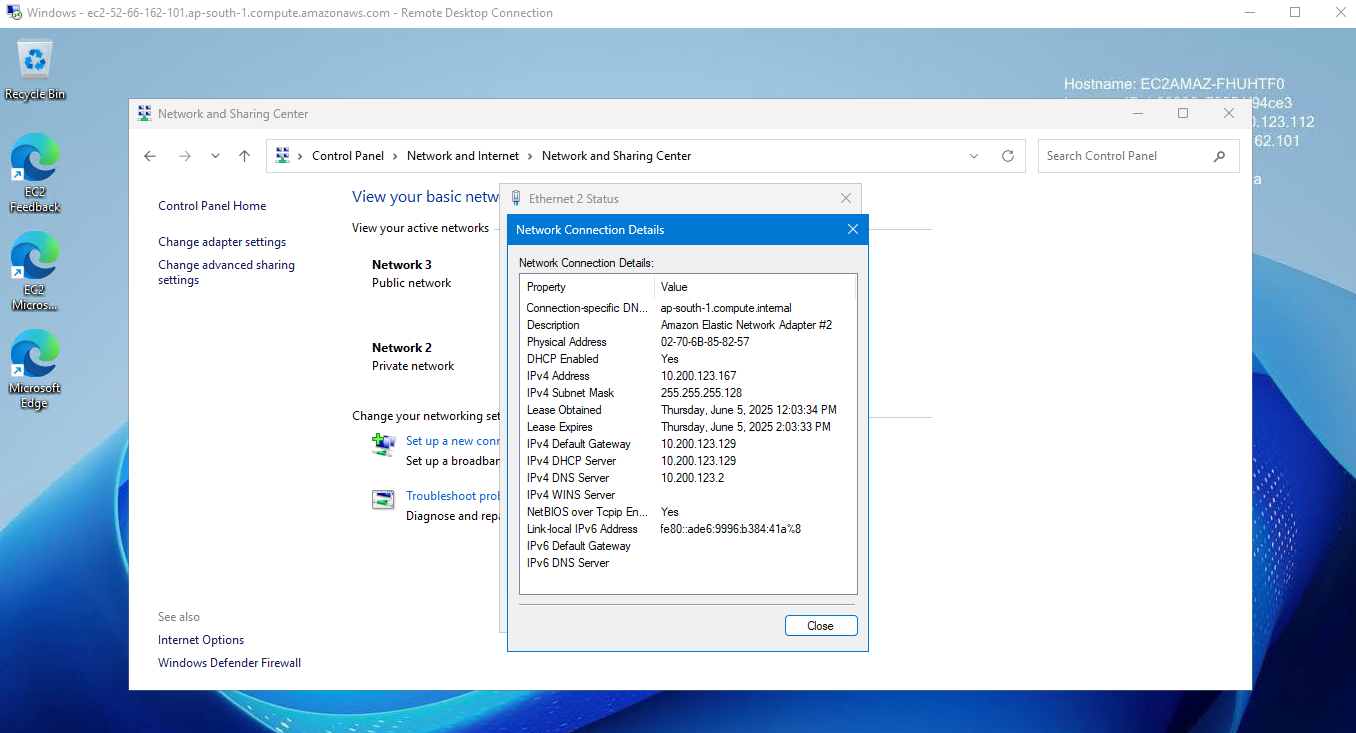 Windows - ec2-52-66-162-101.ap-south-1.compute.amazonaws.com - Remote Desktop Connection
Recycle Bin
EC2
Feedback
EC2
Micros...
Microsoft
Edge
Hostname: EC2AMAZ-FHUHTF0
94ce3
.123.112
62.101
a
Network and Sharing Center
Control Panel > Network and Internet > Network and Sharing Center
Search Control Panel
Control Panel Home
Change adapter settings
Change advanced sharing
settings
See also
Internet Options
Windows Defender Firewall
View your basic netw
View your active networks
Network 3
Public network
Network 2
Private network
Change your networking set
Set up a new conn
Set up a broadban
Troubleshoot prob
Diagnose and repa
Ethernet 2 Status
Network Connection Details
Network Connection Details:
Property Value
Connection-specific DN... ap-south-1.compute.internal
Description Amazon Elastic Network Adapter #2
Physical Address 02-70-6B-85-82-57
DHCP Enabled Yes
IPv4 Address 10.200.123.167
IPv4 Subnet Mask 255.255.255.128
Lease Obtained Thursday, June 5, 2025 12:03:34 PM
Lease Expires Thursday, June 5, 2025 2:03:33 PM
IPv4 Default Gateway 10.200.123.129
IPv4 DHCP Server 10.200.123.129
IPv4 DNS Server 10.200.123.2
IPv4 WINS Server
NetBIOS over Tcpip En... Yes
Link-local IPv6 Address fe80::ade6:9996:b384:41a%8
IPv6 Default Gateway
IPv6 DNS Server
Close